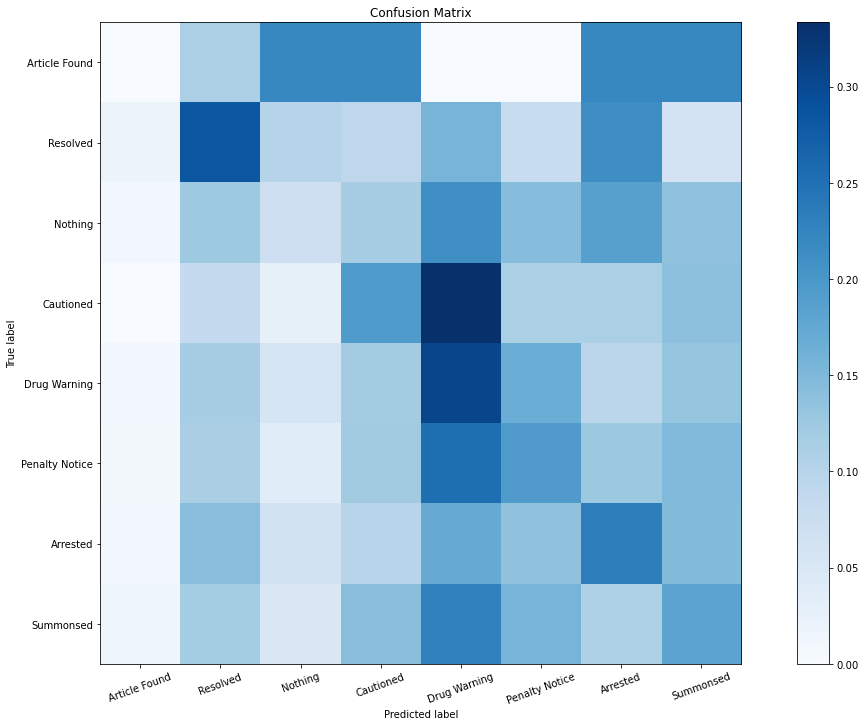 Confusion Matrix
Article Found
Resolved
Nothing
Cautioned
Drug Warning
Penalty Notice
Arrested
Summonsed
True label
Article Found
Resolved
Nothing
Cautioned
Drug Warning
Penalty Notice
Arrested
Summonsed
Predicted label
0.30
0.25
0.20
0.15
0.10
0.05
0.00